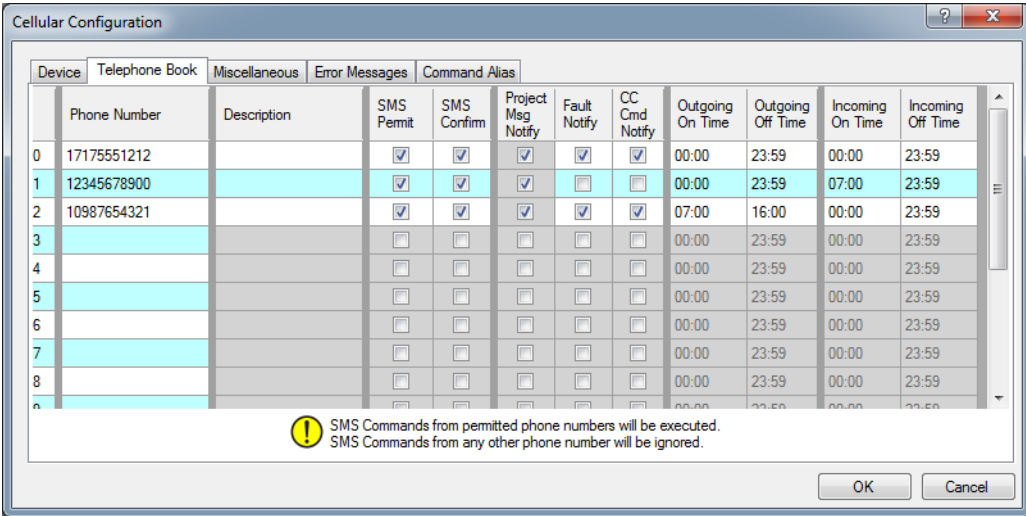 Cellular Configuration
Device Telephone Book Miscellaneous Error Messages Command Alias
Phone Number Description SMS Permit SMS Confirm Project Msg Notify Fault Notify CC Cmd Notify Outgoing On Time Outgoing Off Time Incoming On Time Incoming Off Time
0 17175551212 00:00 23:59 00:00 23:59
1 12345678900 00:00 23:59 07:00 23:59
2 10987654321 07:00 16:00 00:00 23:59
3 00:00 23:59 00:00 23:59
4 00:00 23:59 00:00 23:59
5 00:00 23:59 00:00 23:59
6 00:00 23:59 00:00 23:59
7 00:00 23:59 00:00 23:59
8 00:00 23:59 00:00 23:59
SMS Commands from permitted phone numbers will be executed.
SMS Commands from any other phone number will be ignored.
OK Cancel